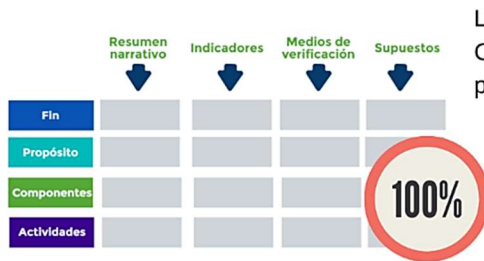 Resumen
narrativo
Indicadores
Medios de
verificación
Supuestos
L
C
p
Fin
Propósito
Componentes
Actividades
100%